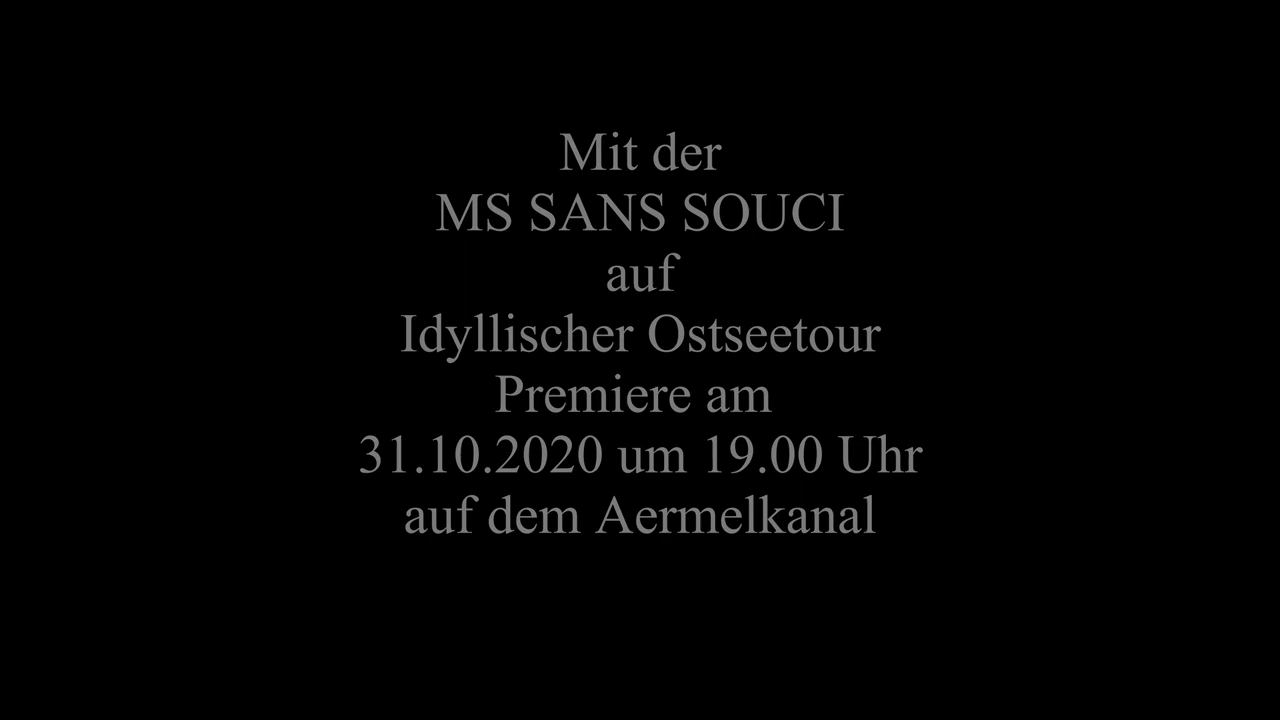 Mit der
MS SANS SOUCI
auf
Idyllischer Ostseetour
Premiere am
31.10.2020 um 19.00 Uhr
auf dem Aermelkanal